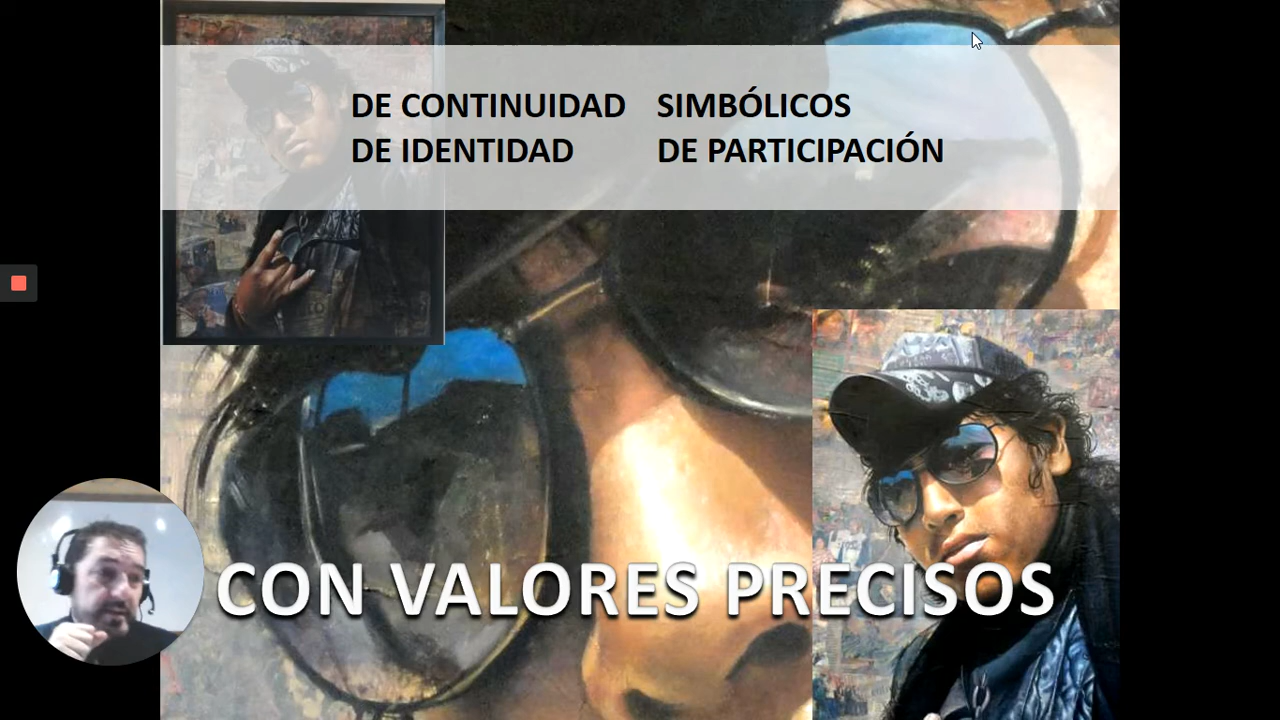 DE CONTINUIDAD SIMBÓLICOS
DE IDENTIDAD DE PARTICIPACIÓN
CON VALORES PRECISOS